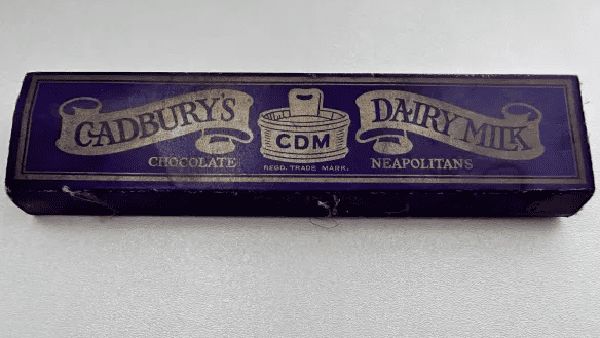 CADBURY'S
DAIRY MILK
CDM
CHOCOLATE
REGD. TRADE MARK.
NEAPOLITANS